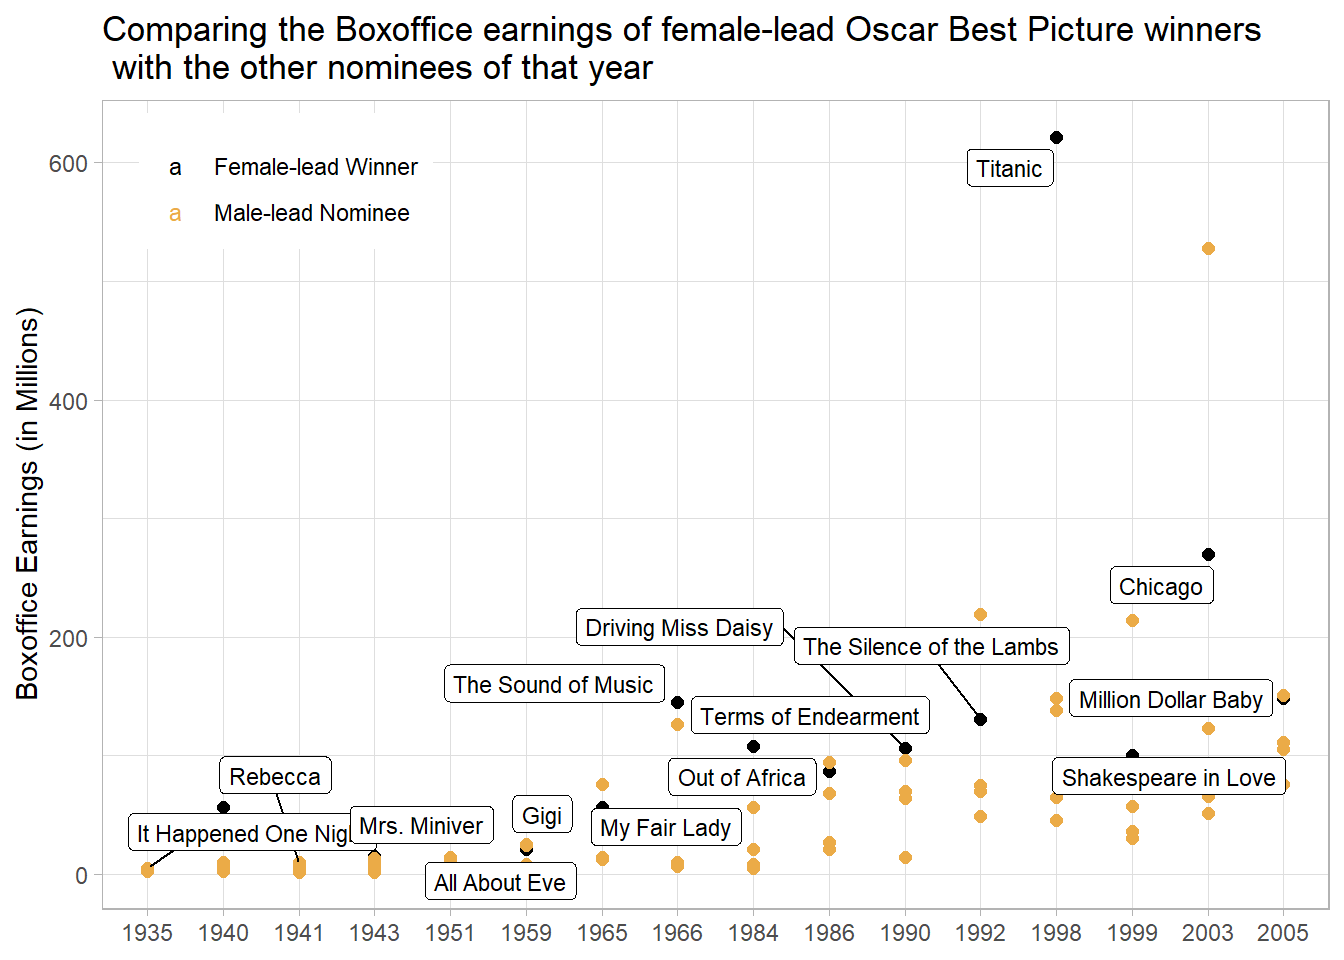 Comparing the Boxoffice earnings of female-lead Oscar Best Picture winners
with the other nominees of that year
Boxoffice Earnings (in Millions)
a Female-lead Winner
a Male-lead Nominee
600
400
200
0
Titanic
Chicago
Driving Miss Daisy
The Silence of the Lambs
The Sound of Music
Million Dollar Baby
Terms of Endearment
Rebecca
Out of Africa
Shakespeare in Love
Gigi
It Happened One Nig
Mrs. Miniver
My Fair Lady
All About Eve
1935 1940 1941 1943 1951 1959 1965 1966 1984 1986 1990 1992 1998 1999 2003 2005